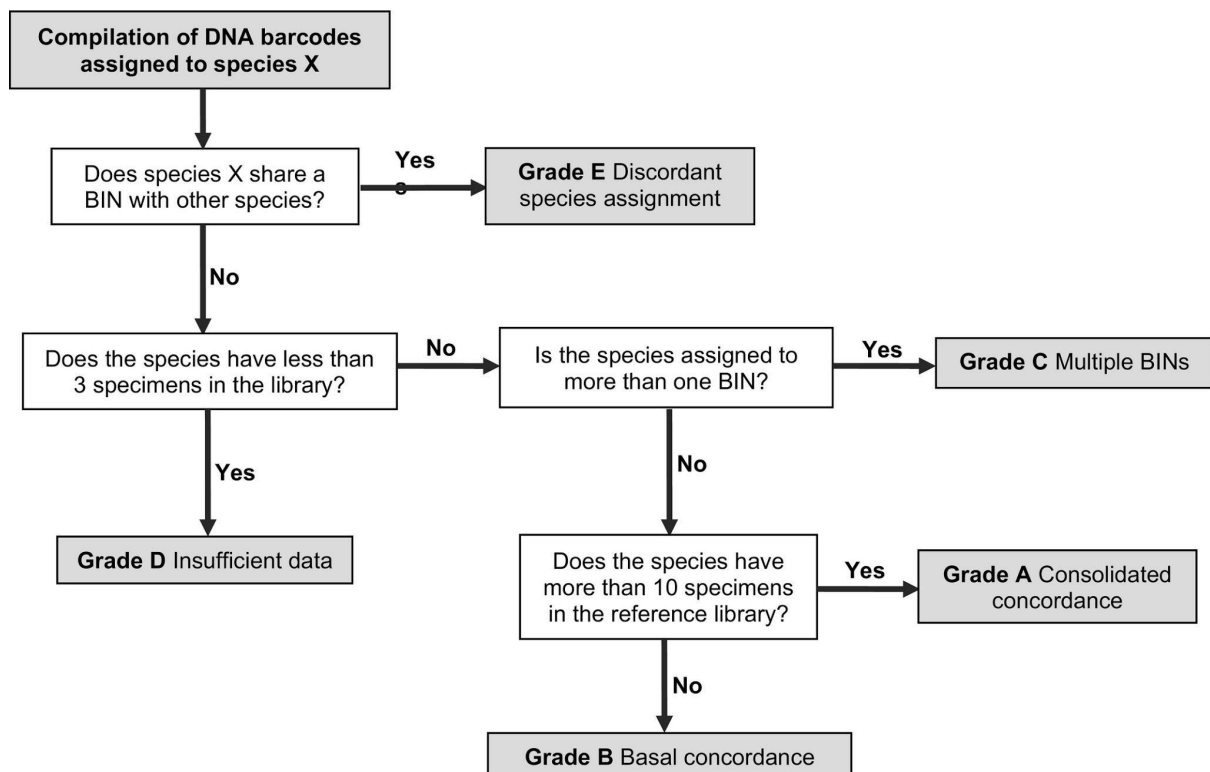 Compilation of DNA barcodes
assigned to species X
Does species X share a
BIN with other species?
Yes
s
Grade E Discordant
species assignment
No
Does the species have less than
3 specimens in the library?
No
Is the species assigned to
more than one BIN?
Yes
Grade C Multiple BINs
Yes
No
Grade D Insufficient data
Does the species have
more than 10 specimens
in the reference library?
Yes
Grade A Consolidated
concordance
No
Grade B Basal concordance